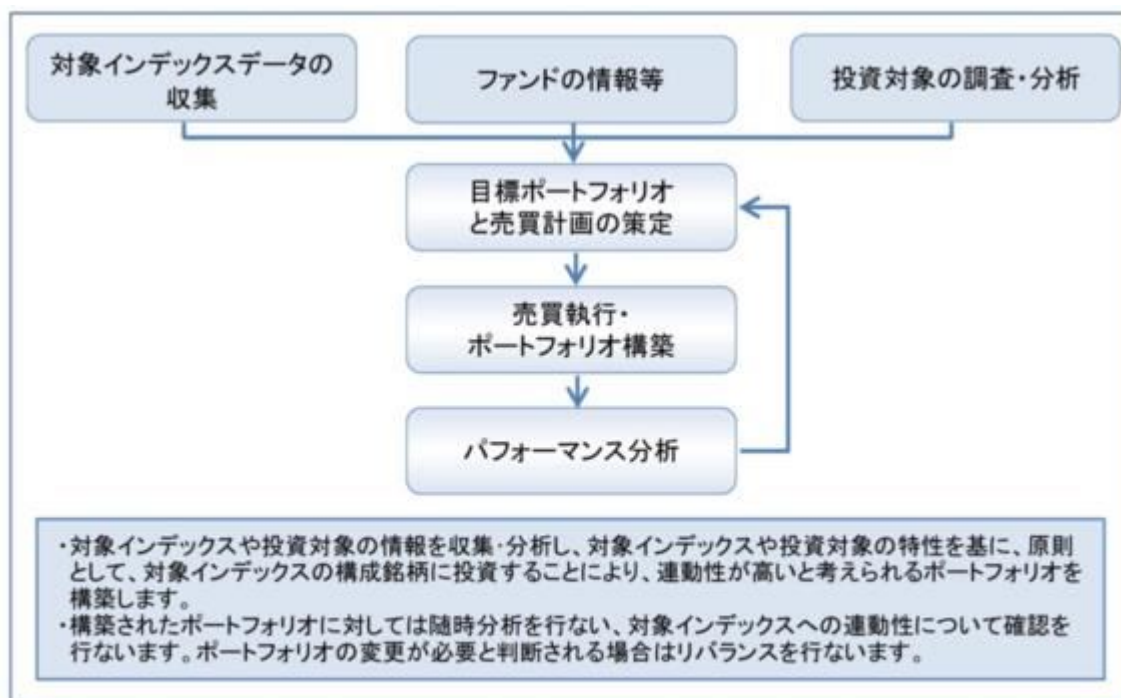 対象インデックスデータの
収集
ファンドの情報等
投資対象の調査・分析
目標ポートフォリオ
と売買計画の策定
売買執行・
ポートフォリオ構築
パフォーマンス分析
・対象インデックスや投資対象の情報を収集・分析し、対象インデックスや投資対象の特性を基に、原則
として、対象インデックスの構成銘柄に投資することにより、連動性が高いと考えられるポートフォリオを
構築します。
・構築されたポートフォリオに対しては随時分析を行ない、対象インデックスへの連動性について確認を
行ないます。ポートフォリオの変更が必要と判断される場合はリバランスを行ないます。